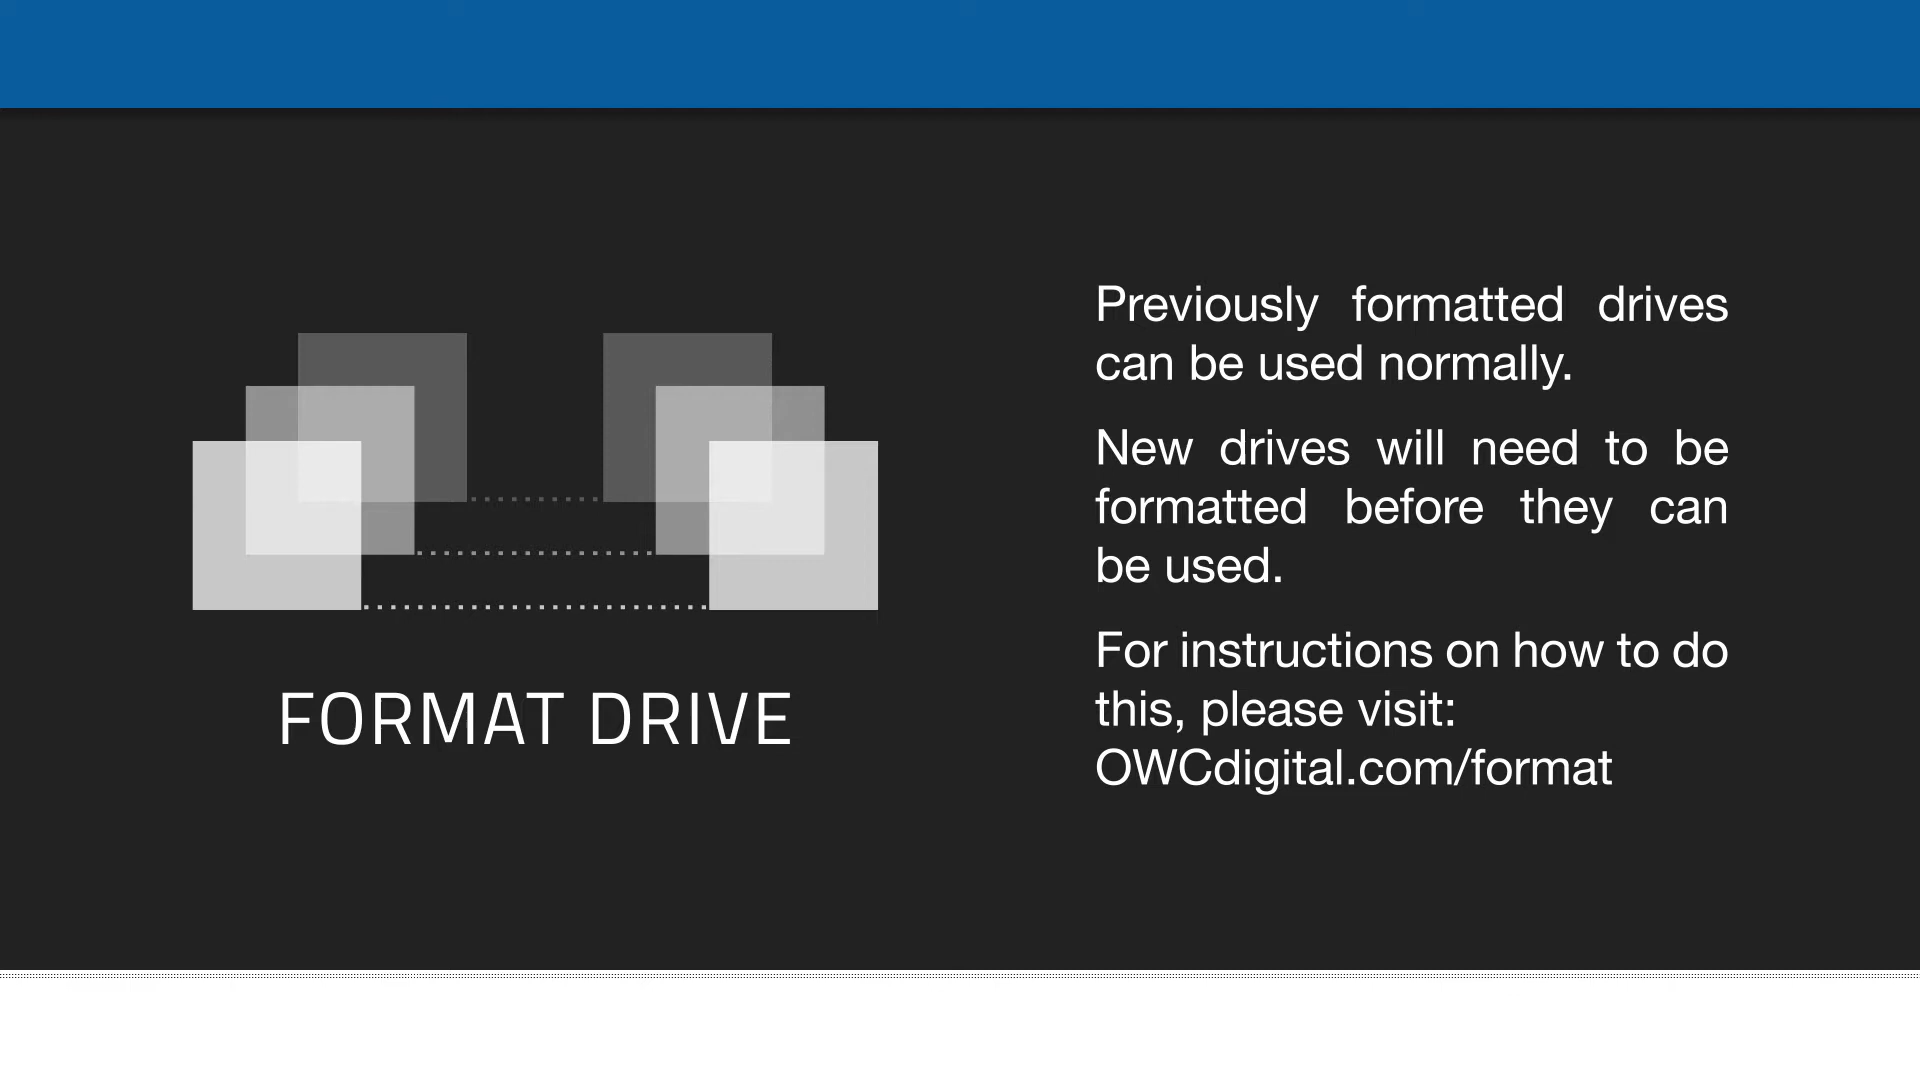 FORMAT DRIVE
Previously formatted drives
can be used normally.
New drives will need to be
formatted before they can
be used.
For instructions on how to do
this, please visit:
OWCdigital.com/format